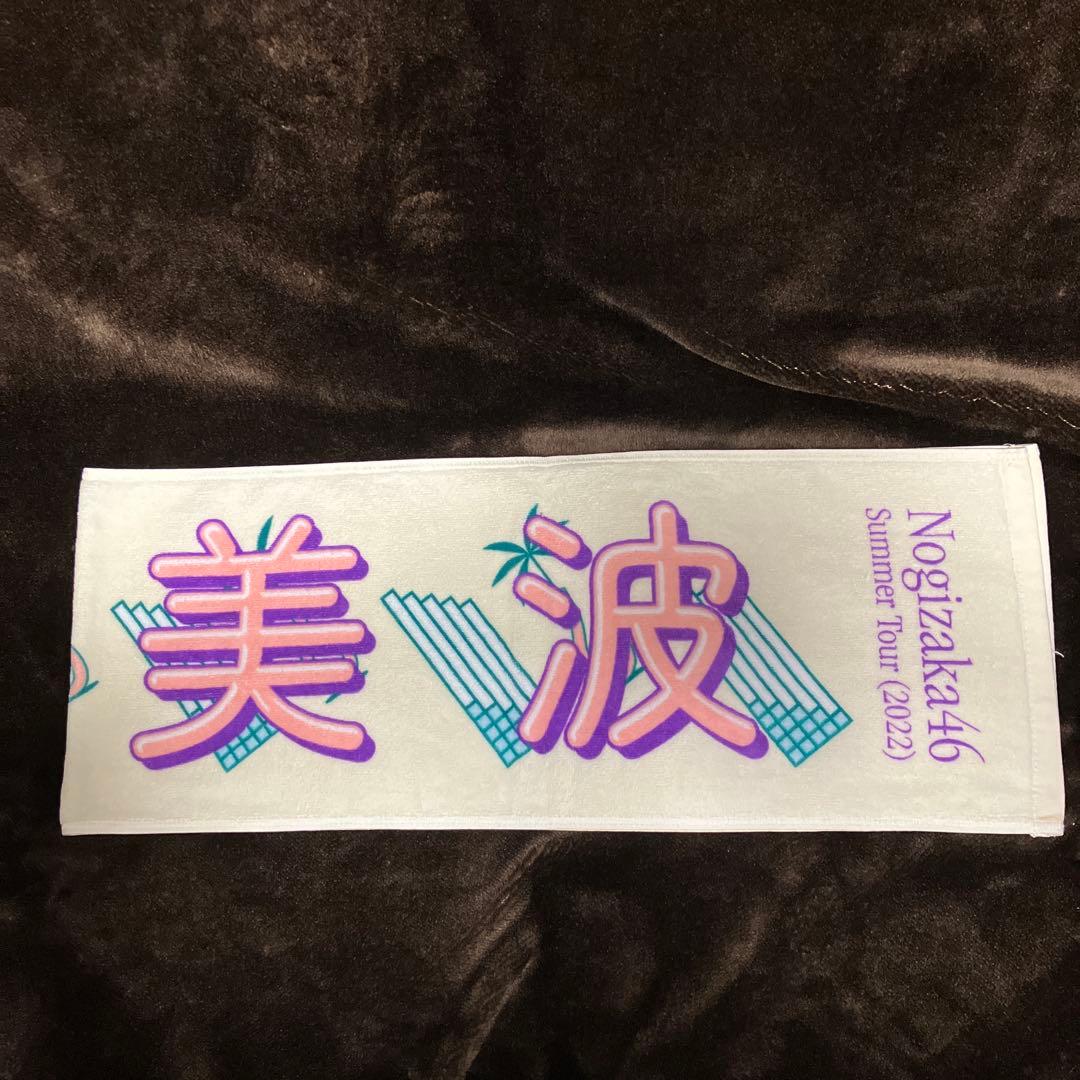 美波
Nogizaka46
Summer Tour (2022)